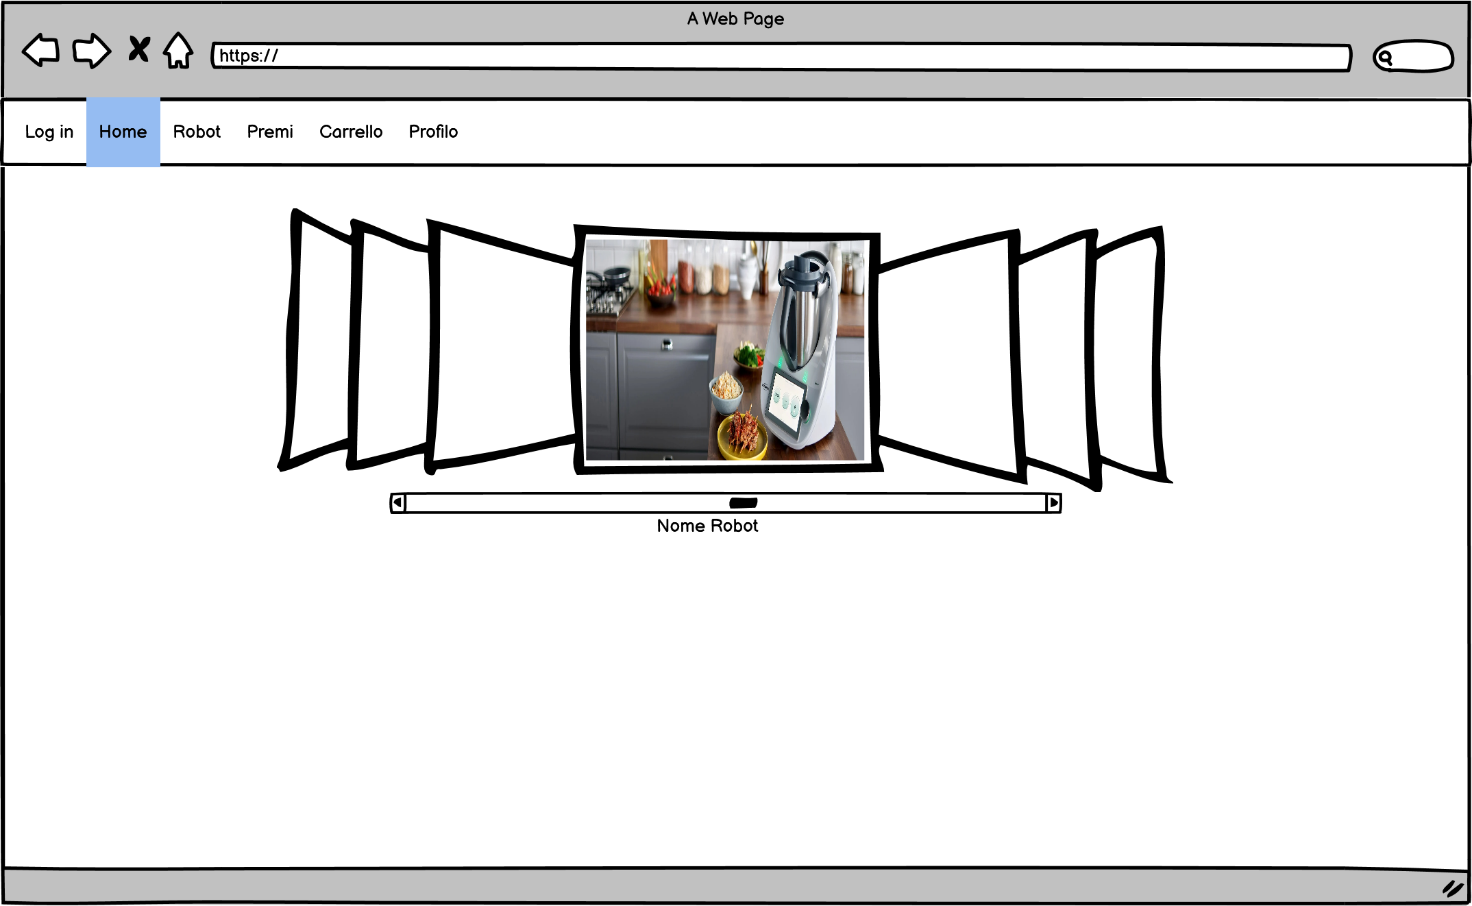 A Web Page
https://
Log in Home Robot Premi Carrello Profilo
Nome Robot